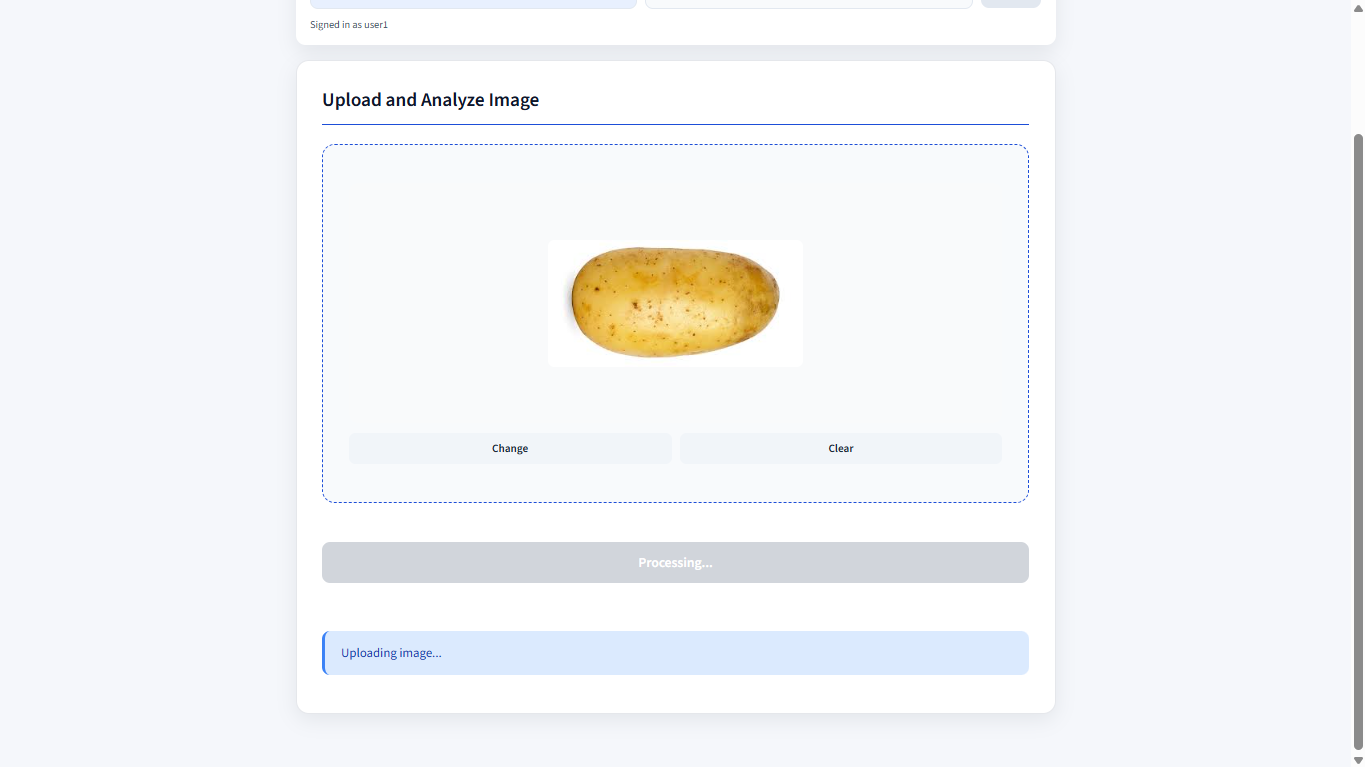 Signed in as user1
Upload and Analyze Image
Change
Clear
Processing...
Uploading image...